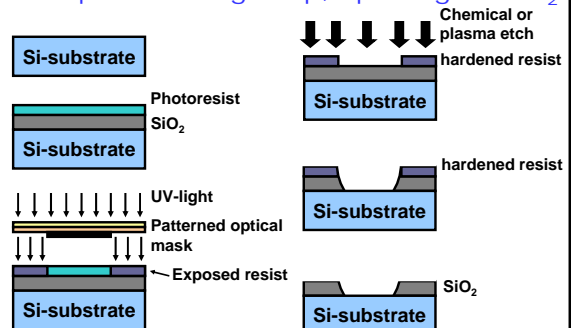 Si-substrate
Photoresist
SiO₂
Si-substrate
UV-light
Patterned optical
mask
Exposed resist
Si-substrate
Chemical or
plasma etch
hardened resist
Si-substrate
hardened resist
Si-substrate
SiO₂
Si-substrate